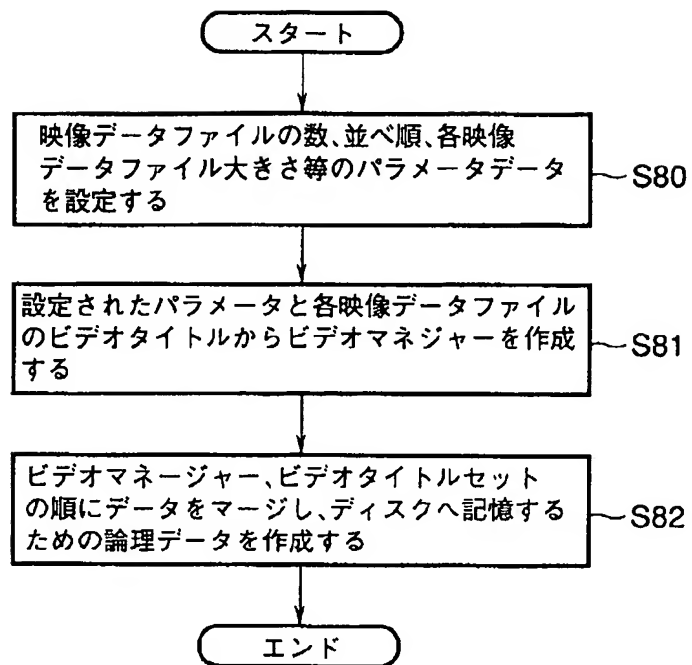 スタート
映像データファイルの数、並べ順、各映像
データファイル大きさ等のパラメータデータ
を設定する
S80
設定されたパラメータと各映像データファイル
のビデオタイトルからビデオマネジャーを作成
する
S81
ビデオマネージャー、ビデオタイトルセット
の順にデータをマージし、ディスクへ記憶する
ための論理データを作成する
S82
エンド